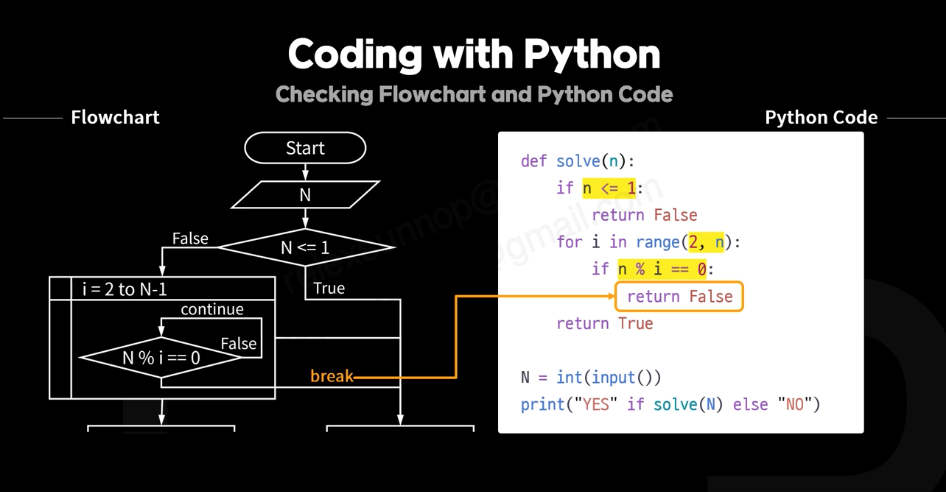 Coding with Python
Checking Flowchart and Python Code
Flowchart
Start
N
N <= 1
False
True
i = 2 to N-1
continue
False
N % i == 0
break
Python Code
def solve(n):
    if n <= 1:
        return False
    for i in range(2, n):
        if n % i == 0:
            return False
    return True
N = int(input())
print("YES" if solve(N) else "NO")